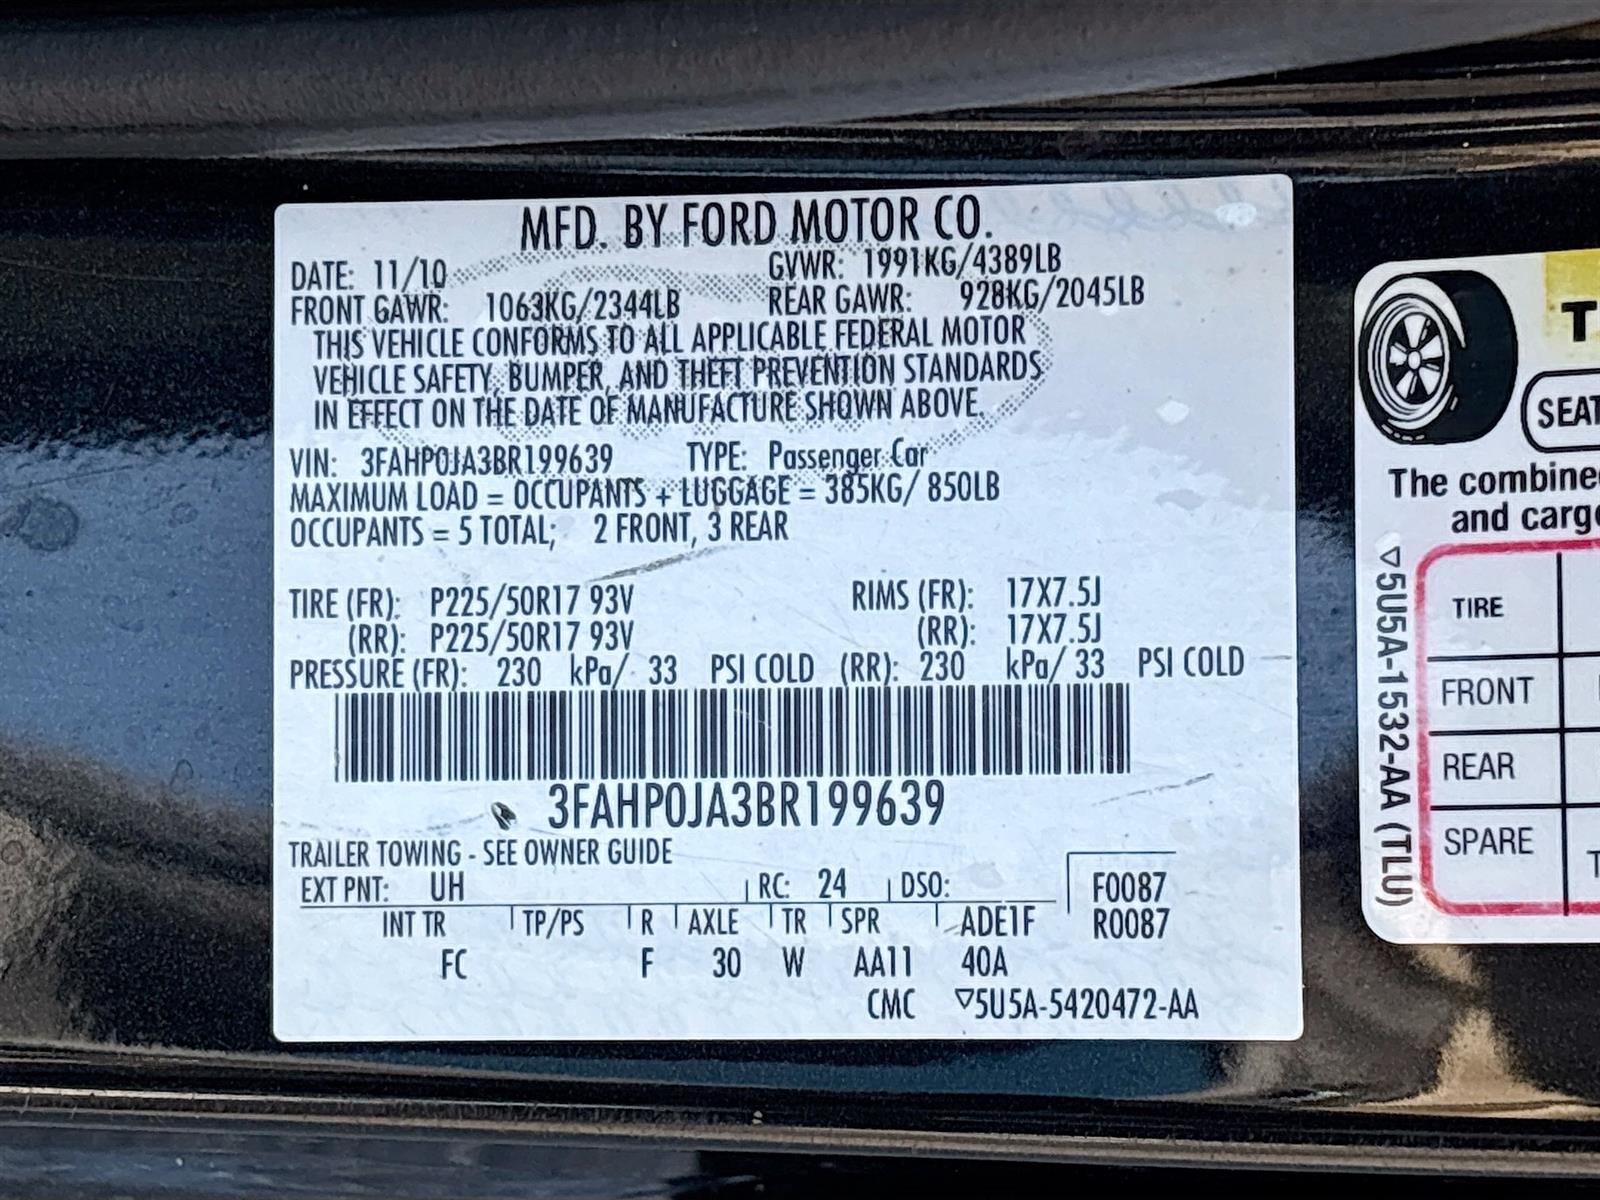 MFD. BY FORD MOTOR CO.
DATE: 11/10 GVWR: 1991KG/4389LB
FRONT GAWR: 1063KG/2344LB REAR GAWR: 928KG/2045LB
THIS VEHICLE CONFORMS TO ALL APPLICABLE FEDERAL MOTOR
VEHICLE SAFETY, BUMPER, AND THEFT PREVENTION STANDARDS
IN EFFECT ON THE DATE OF MANUFACTURE SHOWN ABOVE.
VIN: 3FAHP0JA3BR199639 TYPE: Passenger Car
MAXIMUM LOAD = OCCUPANTS + LUGGAGE = 385KG/ 850LB
OCCUPANTS = 5 TOTAL; 2 FRONT, 3 REAR
TIRE (FR): P225/50R17 93V RIMS (FR): 17X7.5J
(RR): P225/50R17 93V (RR): 17X7.5J
PRESSURE (FR): 230 kPa/ 33 PSI COLD (RR): 230 kPa/ 33 PSI COLD
3FAHP0JA3BR199639
TRAILER TOWING - SEE OWNER GUIDE
EXT PNT: UH RC: 24 DSO: F0087
INT TR TP/PS R AXLE TR SPR ADE1F R0087
FC F 30 W AA11 40A
CMC ▽5U5A-5420472-AA
T
SEAT
The combine
and cargo
TIRE
FRONT
REAR
SPARE
T
▽5U5A-1532-AA (TLU)